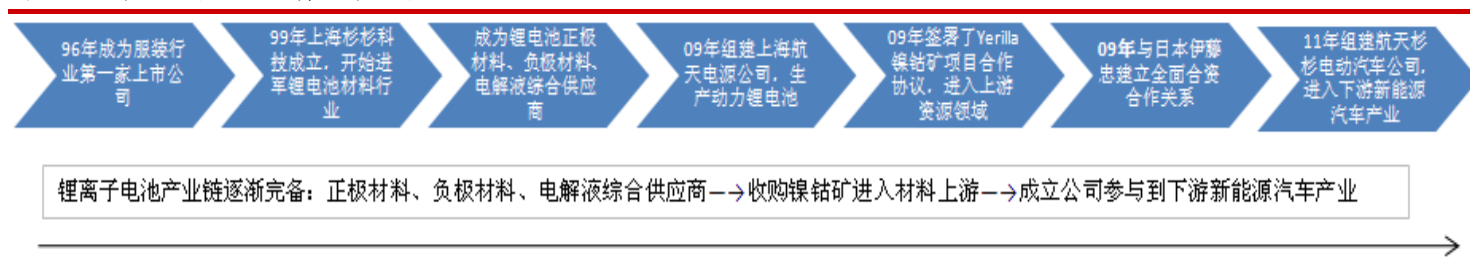 96年成为服装行
业第一家上市公
司
99年上海杉杉科
技成立，开始进
军锂电池材料行
业
成为锂电池正极
材料、负极材料、
电解液综合供应
商
09年组建上海航
天电源公司，生
产动力锂电池
09年签署了Yerilla
镍钴矿项目合作
协议，进入上游
资源领域
09年与日本伊藤
忠建立全面合资
合作关系
11年组建航天杉
杉电动汽车公司，
进入下游新能源
汽车产业
锂离子电池产业链逐渐完备：正极材料、负极材料、电解液综合供应商—→收购镍钴矿进入材料上游—→成立公司参与到下游新能源汽车产业